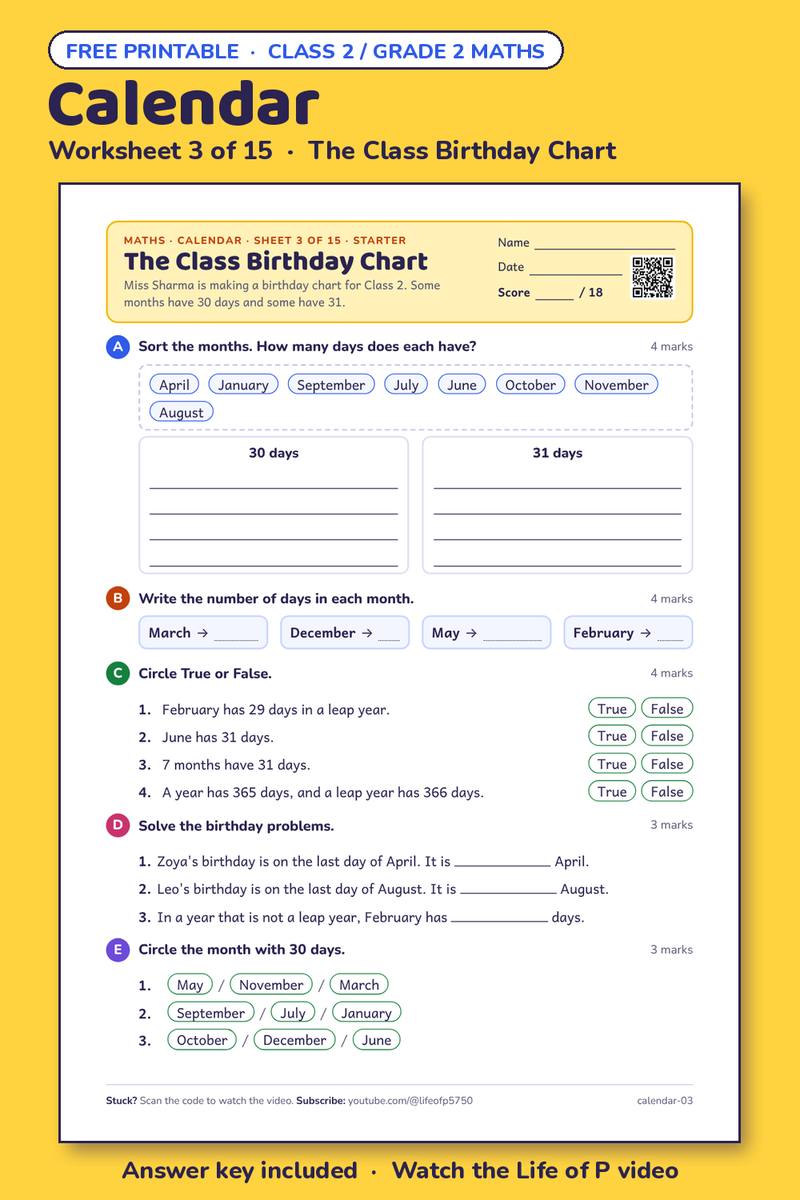 FREE PRINTABLE · CLASS 2 / GRADE 2 MATHS
Calendar
Worksheet 3 of 15 · The Class Birthday Chart
MATHS · CALENDAR · SHEET 3 OF 15 · STARTER
The Class Birthday Chart
Miss Sharma is making a birthday chart for Class 2. Some
months have 30 days and some have 31.
Name ______
Date ______
Score ______ / 18
A Sort the months. How many days does each have? 4 marks
April January September July June October November
August
30 days 31 days
B Write the number of days in each month. 4 marks
March → ______ December → ______ May → ______ February → ______
C Circle True or False. 4 marks
1. February has 29 days in a leap year. True False
2. June has 31 days. True False
3. 7 months have 31 days. True False
4. A year has 365 days, and a leap year has 366 days. True False
D Solve the birthday problems. 3 marks
1. Zoya's birthday is on the last day of April. It is ______ April.
2. Leo's birthday is on the last day of August. It is ______ August.
3. In a year that is not a leap year, February has ______ days.
E Circle the month with 30 days. 3 marks
1. May / November / March
2. September / July / January
3. October / December / June
Stuck? Scan the code to watch the video. Subscribe: youtube.com/@lifeofp5750 calendar-03
Answer key included · Watch the Life of P video